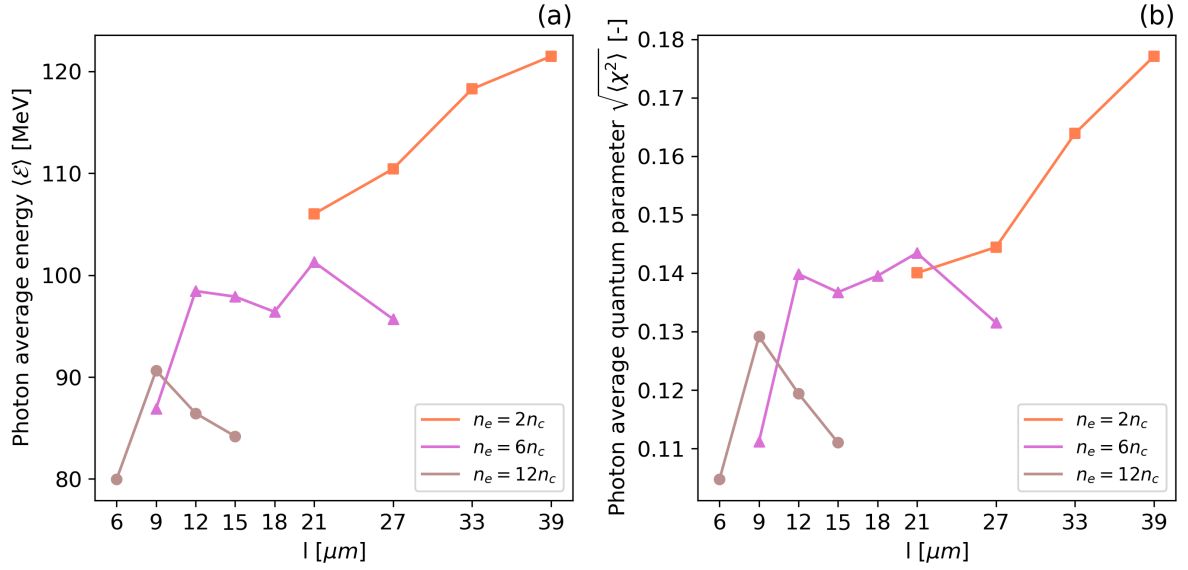 (a)
Photon average energy ⟨ℰ⟩ [MeV]
120
110
100
90
80
6 9 12 15 18 21 27 33 39
l [μm]
n_e = 2n_c
n_e = 6n_c
n_e = 12n_c
(b)
Photon average quantum parameter √⟨χ²⟩ [-]
0.18
0.17
0.16
0.15
0.14
0.13
0.12
0.11
6 9 12 15 18 21 27 33 39
l [μm]
n_e = 2n_c
n_e = 6n_c
n_e = 12n_c